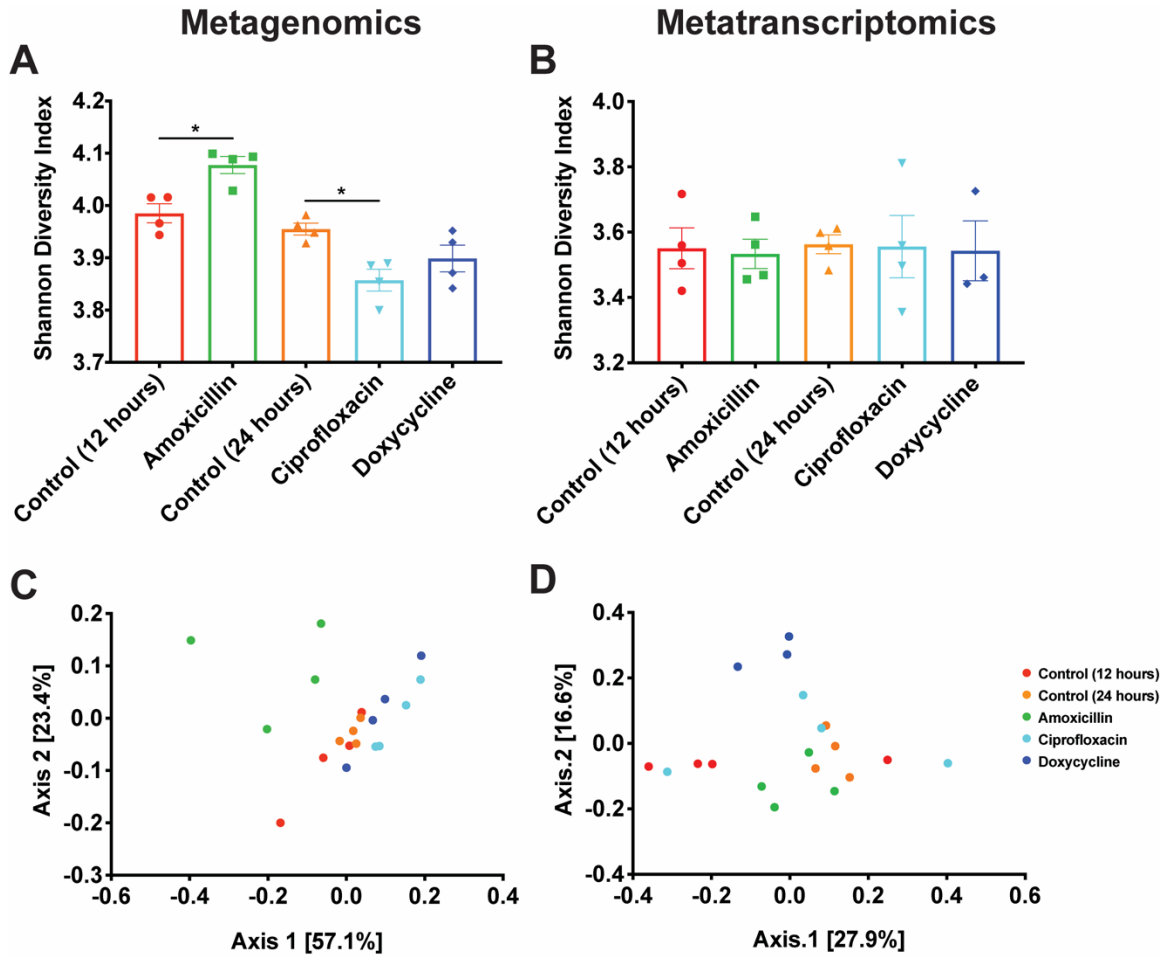 Metagenomics
Metatranscriptomics
A
Shannon Diversity Index
4.2
4.1
4.0
3.9
3.8
3.7
*
*
Control (12 hours)
Amoxicillin
Control (24 hours)
Ciprofloxacin
Doxycycline
B
Shannon Diversity Index
4.0
3.8
3.6
3.4
3.2
Control (12 hours)
Amoxicillin
Control (24 hours)
Ciprofloxacin
Doxycycline
C
Axis 2 [23.4%]
0.2
0.1
0.0
-0.1
-0.2
-0.3
-0.6
-0.4
-0.2
0.0
0.2
0.4
Axis 1 [57.1%]
D
Axis.2 [16.6%]
0.4
0.2
0.0
-0.2
-0.4
-0.4
-0.2
0.0
0.2
0.4
0.6
Axis.1 [27.9%]
Control (12 hours)
Control (24 hours)
Amoxicillin
Ciprofloxacin
Doxycycline